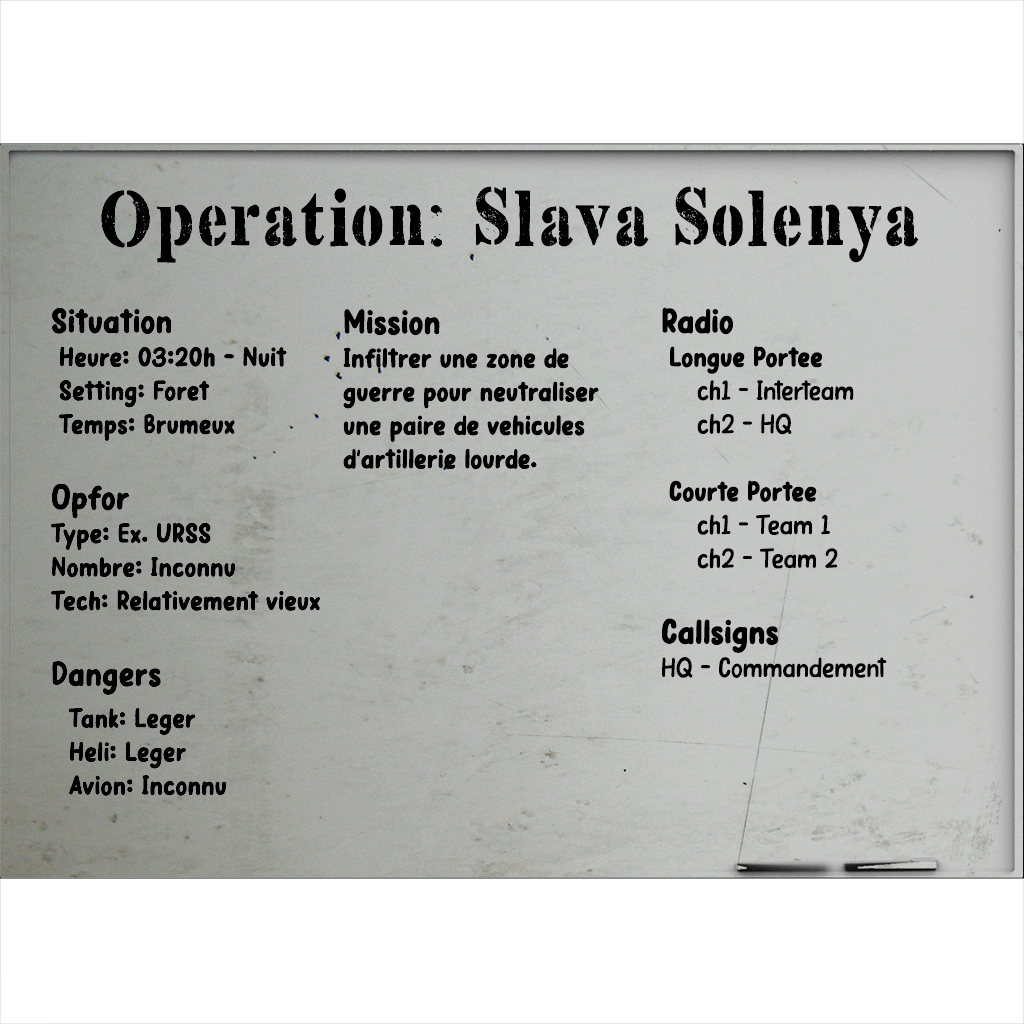 Operation: Slava Solenya
Situation
Heure: 03:20h - Nuit
Setting: Foret
Temps: Brumeux
Opfor
Type: Ex. URSS
Nombre: Inconnu
Tech: Relativement vieux
Dangers
Tank: Leger
Heli: Leger
Avion: Inconnu
Mission
Infiltrer une zone de
guerre pour neutraliser
une paire de vehicules
d'artillerie lourde.
Radio
Longue Portee
ch1 - Interteam
ch2 - HQ
Courte Portee
ch1 - Team 1
ch2 - Team 2
Callsigns
HQ - Commandement